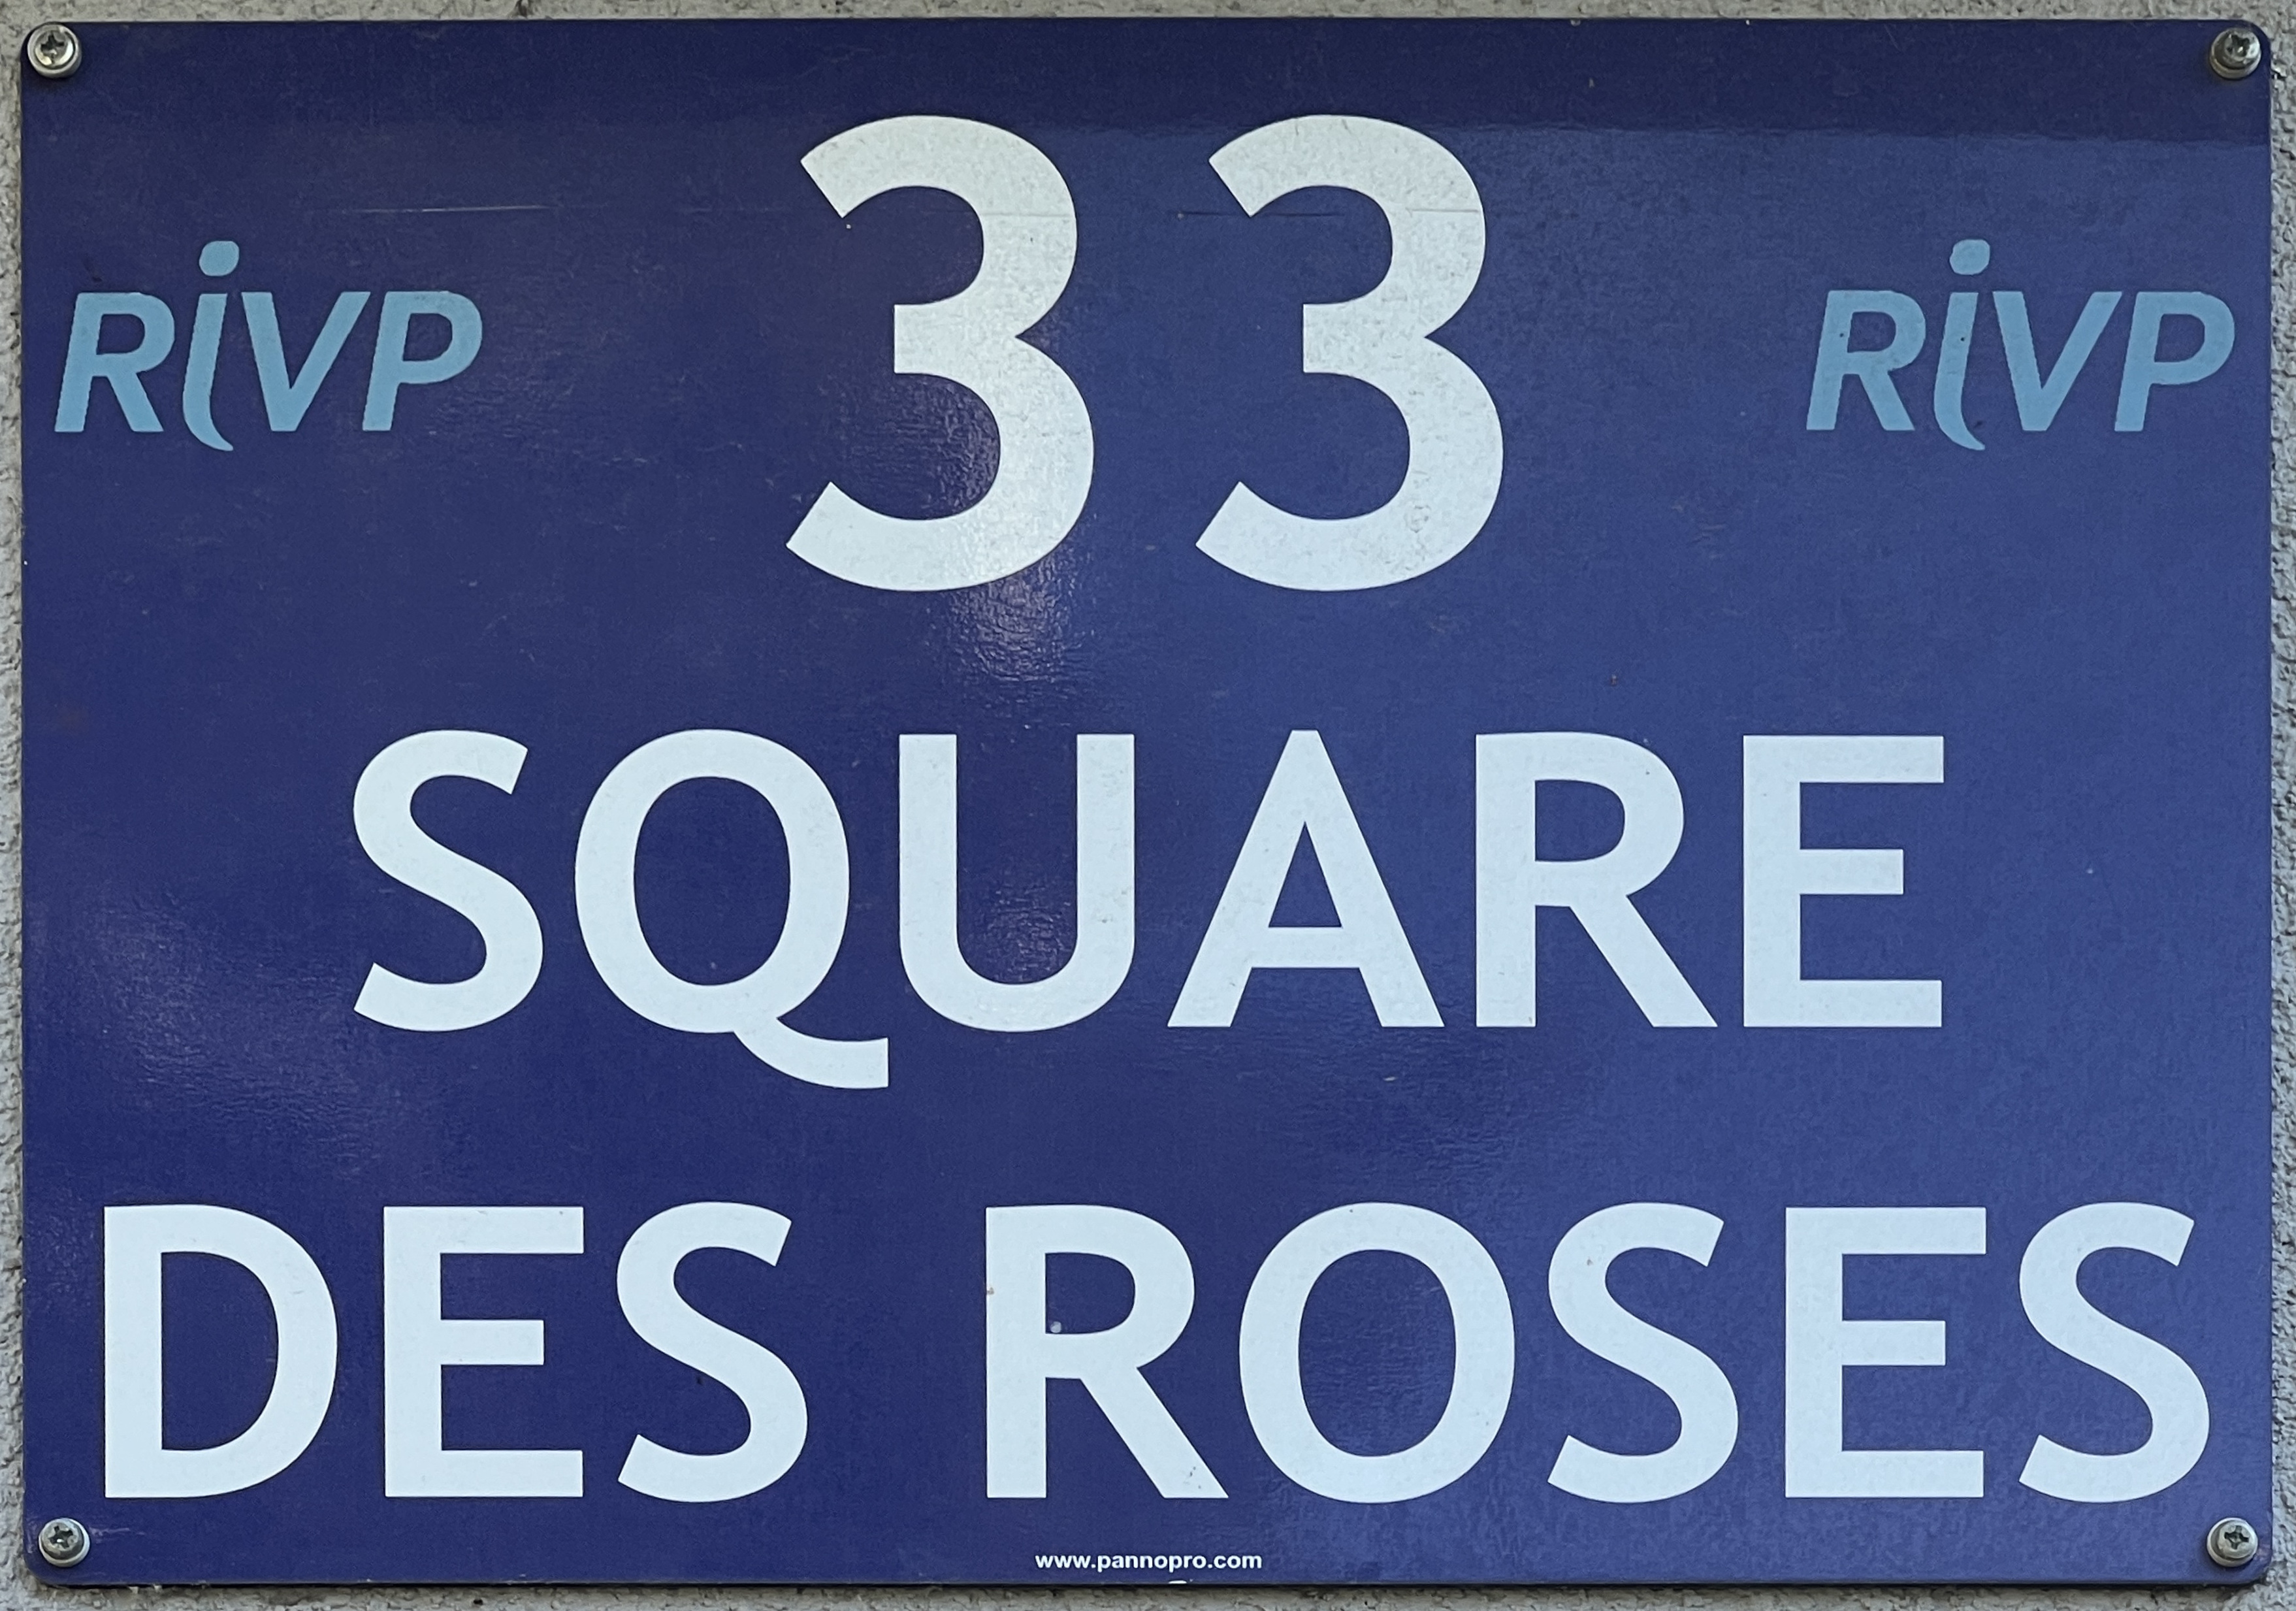 33
RiVP RiVP
SQUARE
DES ROSES
www.pannopro.com